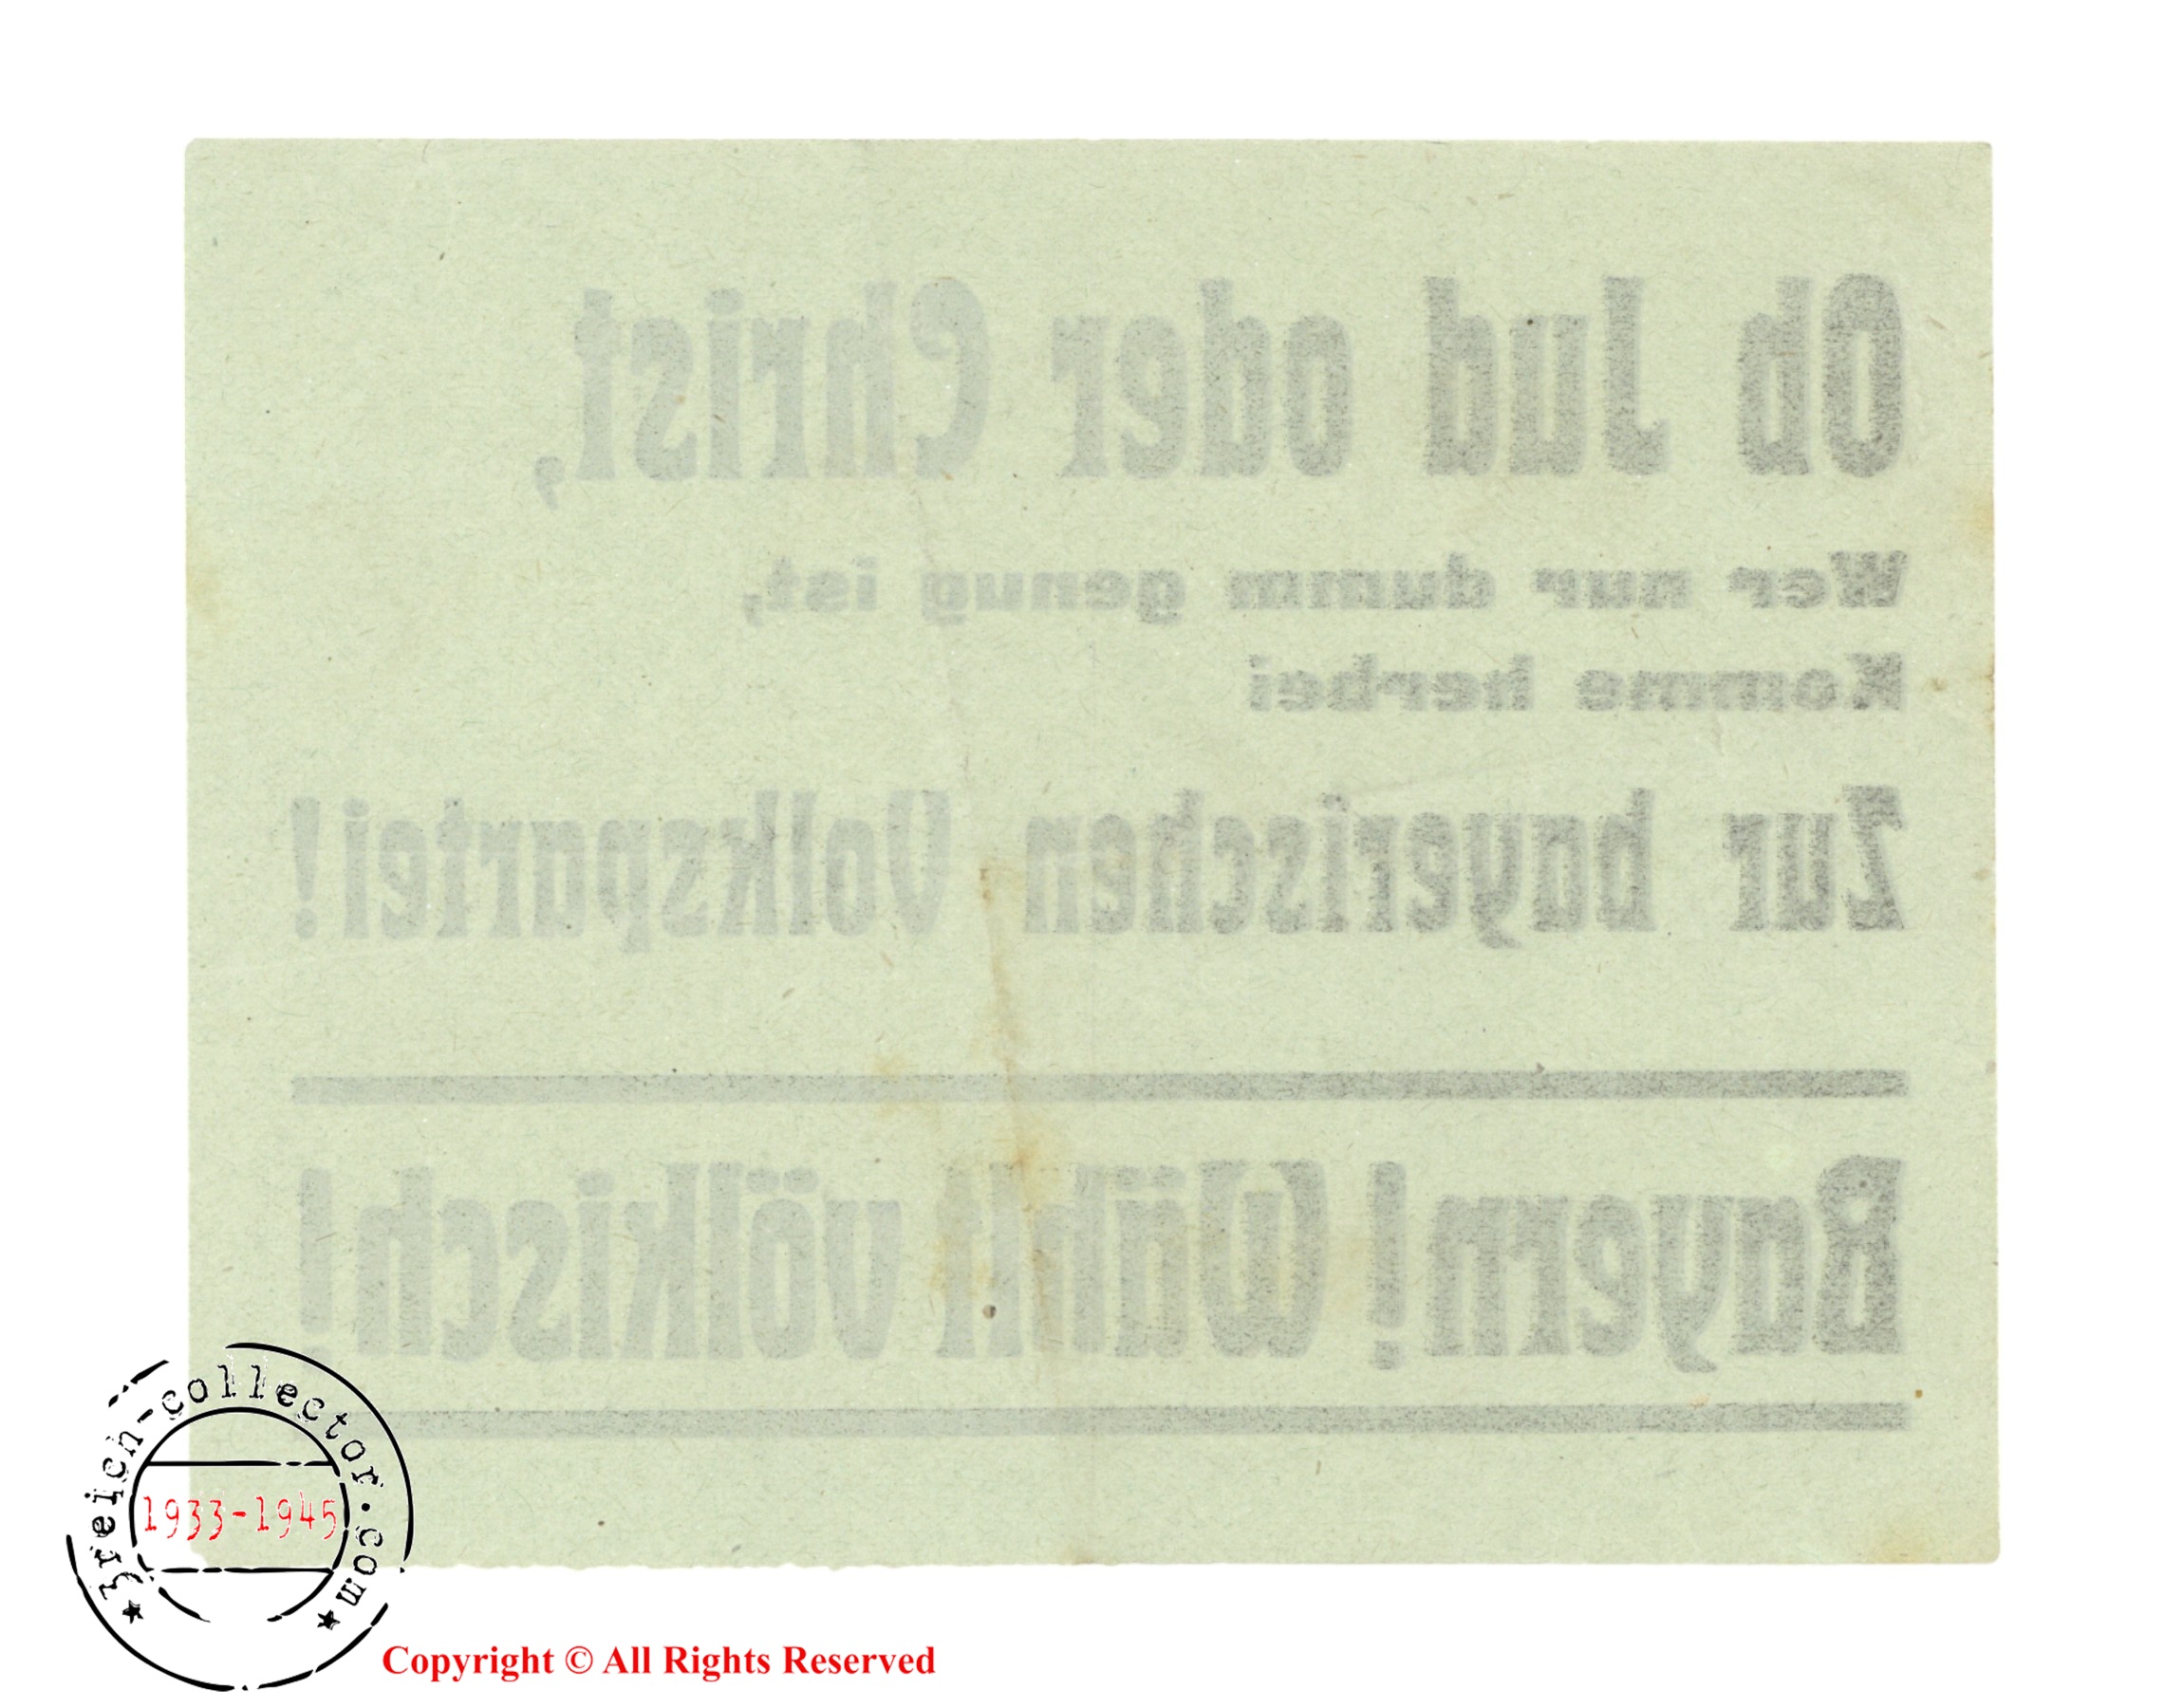 Ob Jud oder Christ,
Wer nur dumm genug ist,
Komme herbei
Zur bayerischen Volkspartei!
Bayern! Wählt völkisch!
3reich-collector.com
1933-1945
Copyright © All Rights Reserved